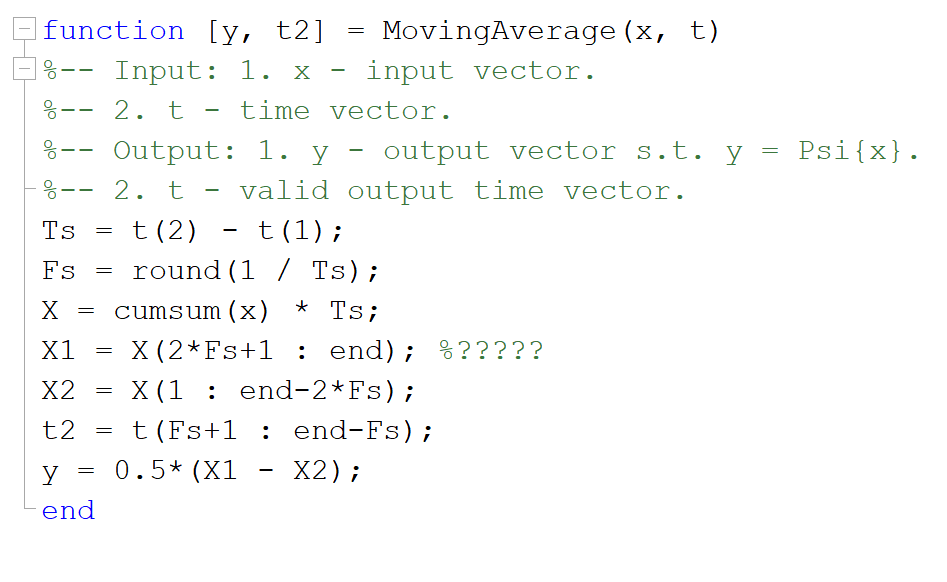 function [y, t2] = MovingAverage(x, t)
%-- Input: 1. x - input vector.
%-- 2. t - time vector.
%-- Output: 1. y - output vector s.t. y = Psi{x}.
%-- 2. t - valid output time vector.
Ts = t(2) - t(1);
Fs = round(1 / Ts);
X = cumsum(x) * Ts;
X1 = X(2*Fs+1 : end); %?????
X2 = X(1 : end-2*Fs);
t2 = t(Fs+1 : end-Fs);
y = 0.5*(X1 - X2);
end